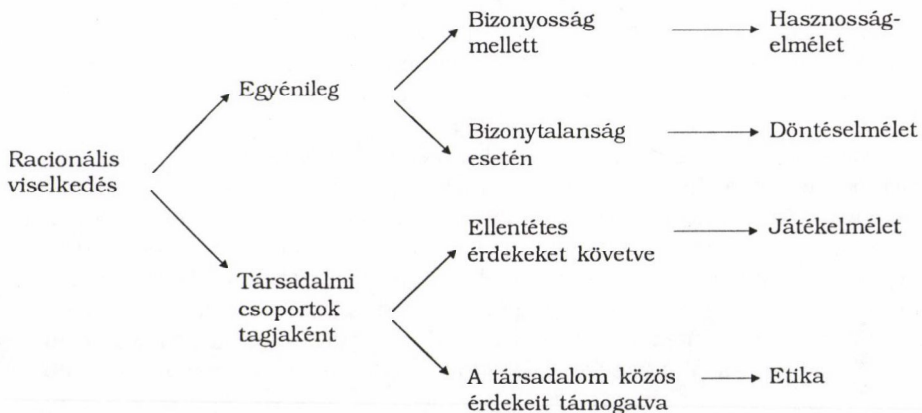 Bizonyosság
mellett
Hasznosság-
elmélet
Egyénileg
Bizonytalanság
esetén
Döntéselmélet
Racionális
viselkedés
Ellentétes
érdekeket követve
Játékelmélet
Társadalmi
csoportok
tagjaként
A társadalom közös
érdekeit támogatva
Etika